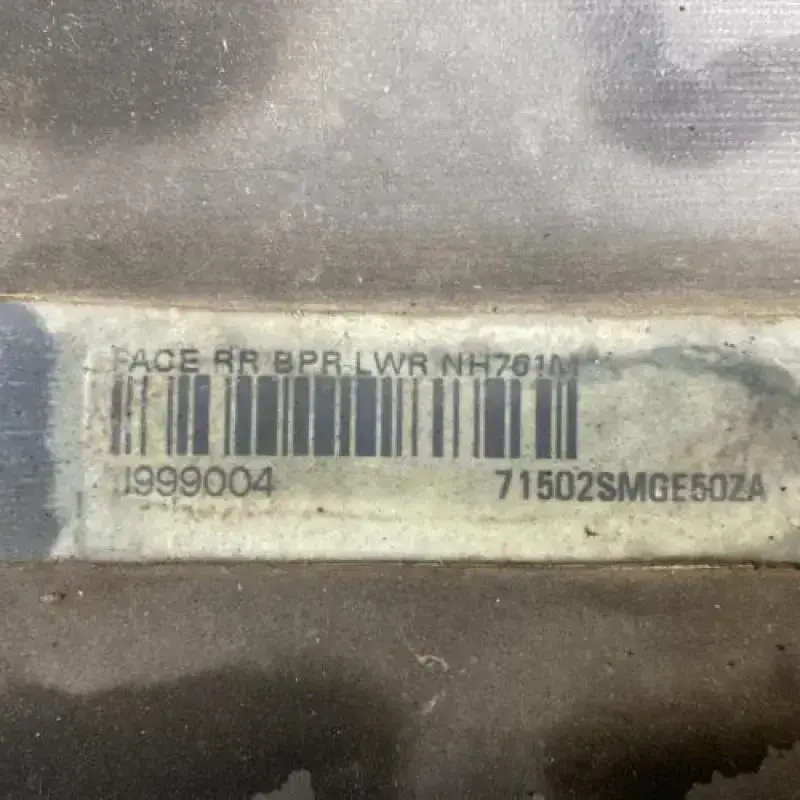 FACE RR BPR LWR NH761M
J999004 71502SMGE50ZA